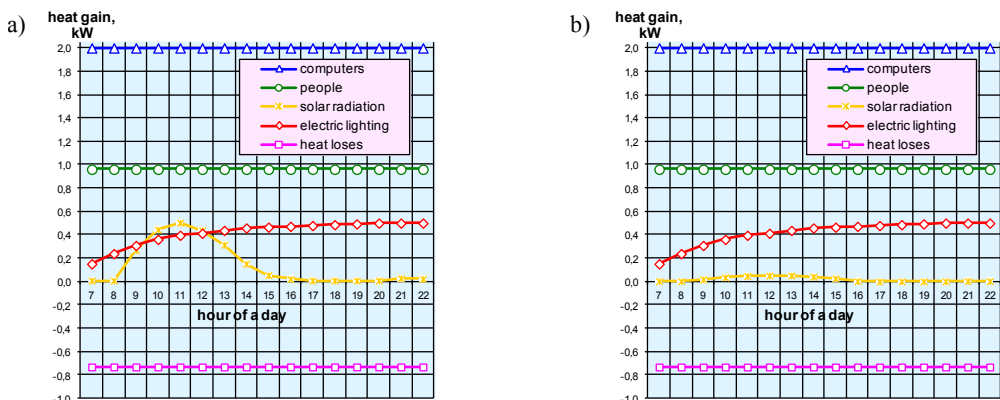 a)
heat gain,
kW
2,0
1,8
1,6
1,4
1,2
1,0
0,8
0,6
0,4
0,2
0,0
-0,2
-0,4
-0,6
-0,8
-1,0
computers
people
solar radiation
electric lighting
heat loses
7 8 9 10 11 12 13 14 15 16 17 18 19 20 21 22
hour of a day
b)
heat gain,
kW
2,0
1,8
1,6
1,4
1,2
1,0
0,8
0,6
0,4
0,2
0,0
-0,2
-0,4
-0,6
-0,8
-1,0
computers
people
solar radiation
electric lighting
heat loses
7 8 9 10 11 12 13 14 15 16 17 18 19 20 21 22
hour of a day